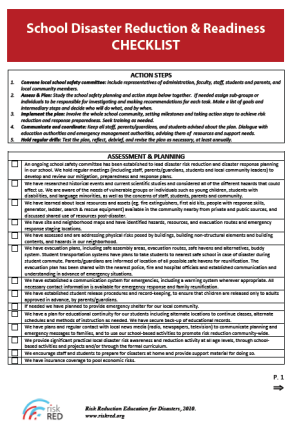 School Disaster Reduction & Readiness
CHECKLIST
ACTION STEPS
1. Convene local school safety committee: Include representatives of administration, faculty, staff, students and parents, and
local community members.
2. Assess & Plan: Study the school safety planning and action steps below together. If needed assign sub-groups or
individuals to be responsible for investigating and making recommendations for each task. Make a list of goals and
intermediary steps and decide who will do what, and by when.
3. Implement the plan: Involve the whole school community, setting milestones and taking action steps to achieve risk
reduction and response preparedness. Seek training as needed.
4. Communicate and coordinate: Keep all staff, parents/guardians, and students advised about the plan. Dialogue with
education authorities and emergency management authorities, advising them of resources and support needs.
5. Hold regular drills: Test the plan, reflect, debrief, and revise the plan as necessary, at least annually.
ASSESSMENT & PLANNING
An ongoing school safety committee has been established to lead disaster risk reduction and disaster response planning
in our school. We hold regular meetings (including staff, parents/guardians, students and local community leaders) to
develop and review our mitigation, preparedness and response plans.
We have researched historical events and current scientific studies and considered all of the different hazards that could
affect us. We are aware of the needs of vulnerable groups or individuals such as young children, students with
disabilities, and language minorities, as well as the concerns of staff, students, parents and community.
We have learned about local resources and assets (eg. fire extinguishers, first aid kits, people with response skills,
generator, ladder, search & rescue equipment) available in the community nearby from private and public sources, and
discussed shared use of resources post-disaster.
We have site and neighborhood maps and have identified hazards, resources, and evacuation routes and emergency
response staging locations.
We have assessed and are addressing physical risks posed by buildings, building non-structural elements and building
contents, and hazards in our neighborhood.
We have evacuation plans, including safe assembly areas, evacuation routes, safe havens and alternatives, buddy
system. Student transportation systems have plans to take students to nearest safe school in case of disaster during
student commute. Parents/guardians are informed of location of possible safe havens for reunification. The
evacuation plan has been shared with the nearest police, fire and hospital officials and established communication and
understanding in advance of emergency situations.
We have established a communication system for emergencies, including a warning system wherever appropriate. All
necessary contact information is available for emergency response and family reunification.
We have established student release procedures and record-keeping, to ensure that children are released only to adults
approved in advance, by parents/guardians.
If needed we have planned to provide emergency shelter for our local community.
We have a plan for educational continuity for our students including alternate locations to continue classes, alternate
schedules and methods of instruction as needed. We have secure back-up of educational records.
We have plans and regular contact with local news media (radio, newspapers, television) to communicate planning and
emergency messages to families, and to use our school-based activities to promote risk reduction community-wide.
We provide significant practical local disaster risk awareness and reduction activity at all age levels, through school-
based activities and projects and/or through the formal curriculum.
We encourage staff and students to prepare for disasters at home and provide support material for doing so.
We have insurance coverage to pool economic risks.
P. 1
risk
RED
Risk Reduction Education for Disasters, 2010.
www.riskred.org